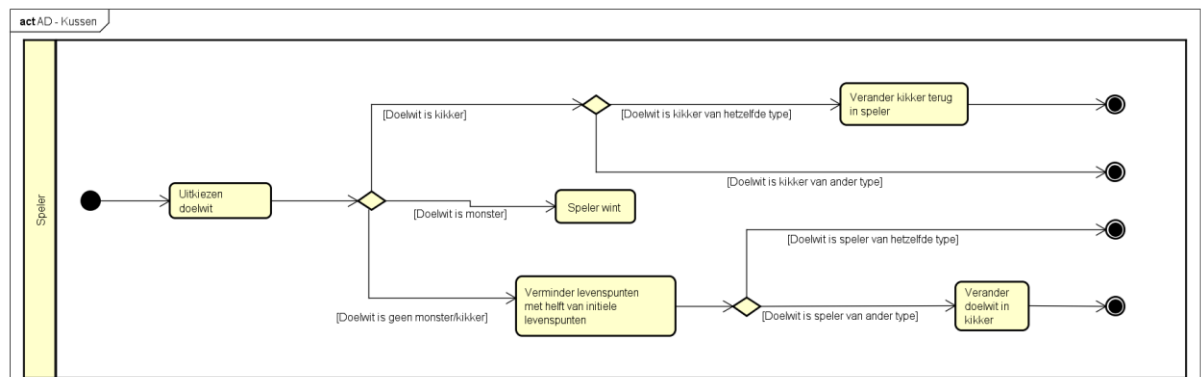 act AD - Kussen
Speler
Uitkiezen
doelwit
[Doelwit is kikker]
[Doelwit is kikker van hetzelfde type]
Verander kikker terug
in speler
[Doelwit is kikker van ander type]
[Doelwit is monster]
Speler wint
[Doelwit is geen monster/kikker]
Verminder levenspunten
met helft van initiele
levenspunten
[Doelwit is speler van hetzelfde type]
[Doelwit is speler van ander type]
Verander
doelwit in
kikker